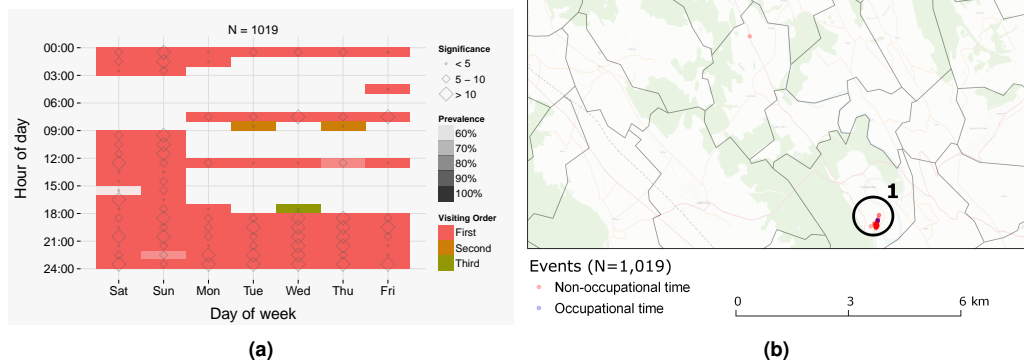 N = 1019
Hour of day
00:00
03:00
06:00
09:00
12:00
15:00
18:00
21:00
24:00
Sat Sun Mon Tue Wed Thu Fri
Day of week
Significance
< 5
5 − 10
> 10
Prevalence
60%
70%
80%
90%
100%
Visiting Order
First
Second
Third
(a)
1
Events (N=1,019)
Non-occupational time
Occupational time
0 3 6 km
(b)